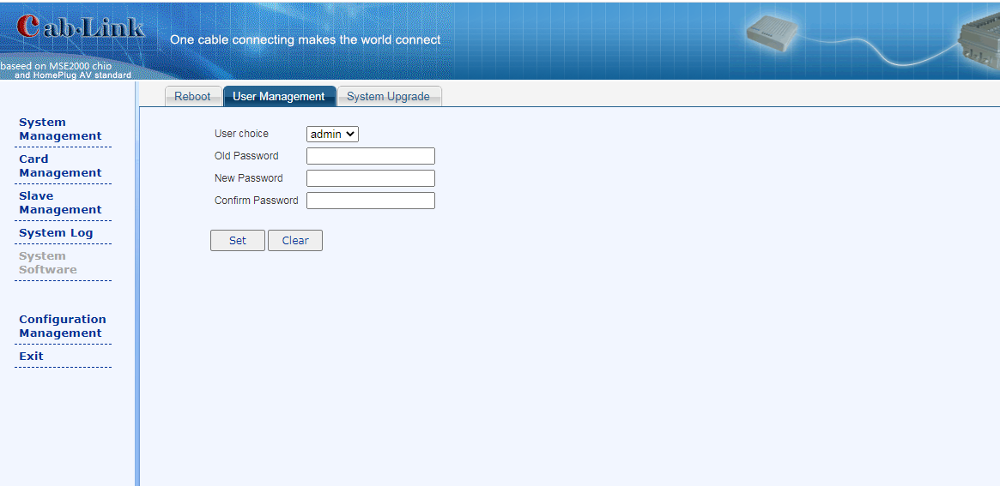 Cab·Link
One cable connecting makes the world connect
baseed on MSE2000 chip
and HomePlug AV standard
Reboot
User Management
System Upgrade
System
Management
Card
Management
Slave
Management
System Log
System
Software
Configuration
Management
Exit
User choice
admin
Old Password
New Password
Confirm Password
Set
Clear